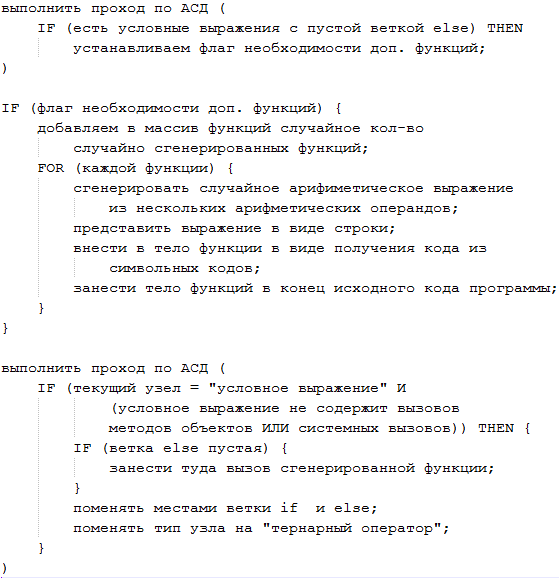 выполнить проход по АСД (
IF (есть условные выражения с пустой веткой else) THEN
устанавливаем флаг необходимости доп. функций;
)
IF (флаг необходимости доп. функций) {
добавляем в массив функций случайное кол-во
случайно сгенерированных функций;
FOR (каждой функции) {
сгенерировать случайное арифиметическое выражение
из нескольких арифметических операндов;
представить выражение в виде строки;
внести в тело функции в виде получения кода из
символьных кодов;
занести тело функций в конец исходного кода программы;
}
}
выполнить проход по АСД (
IF (текущий узел = "условное выражение" И
(условное выражение не содержит вызовов
методов объектов ИЛИ системных вызовов)) THEN {
IF (ветка else пустая) {
занести туда вызов сгенерированной функции;
}
поменять местами ветки if и else;
поменять тип узла на "тернарный оператор";
}
)